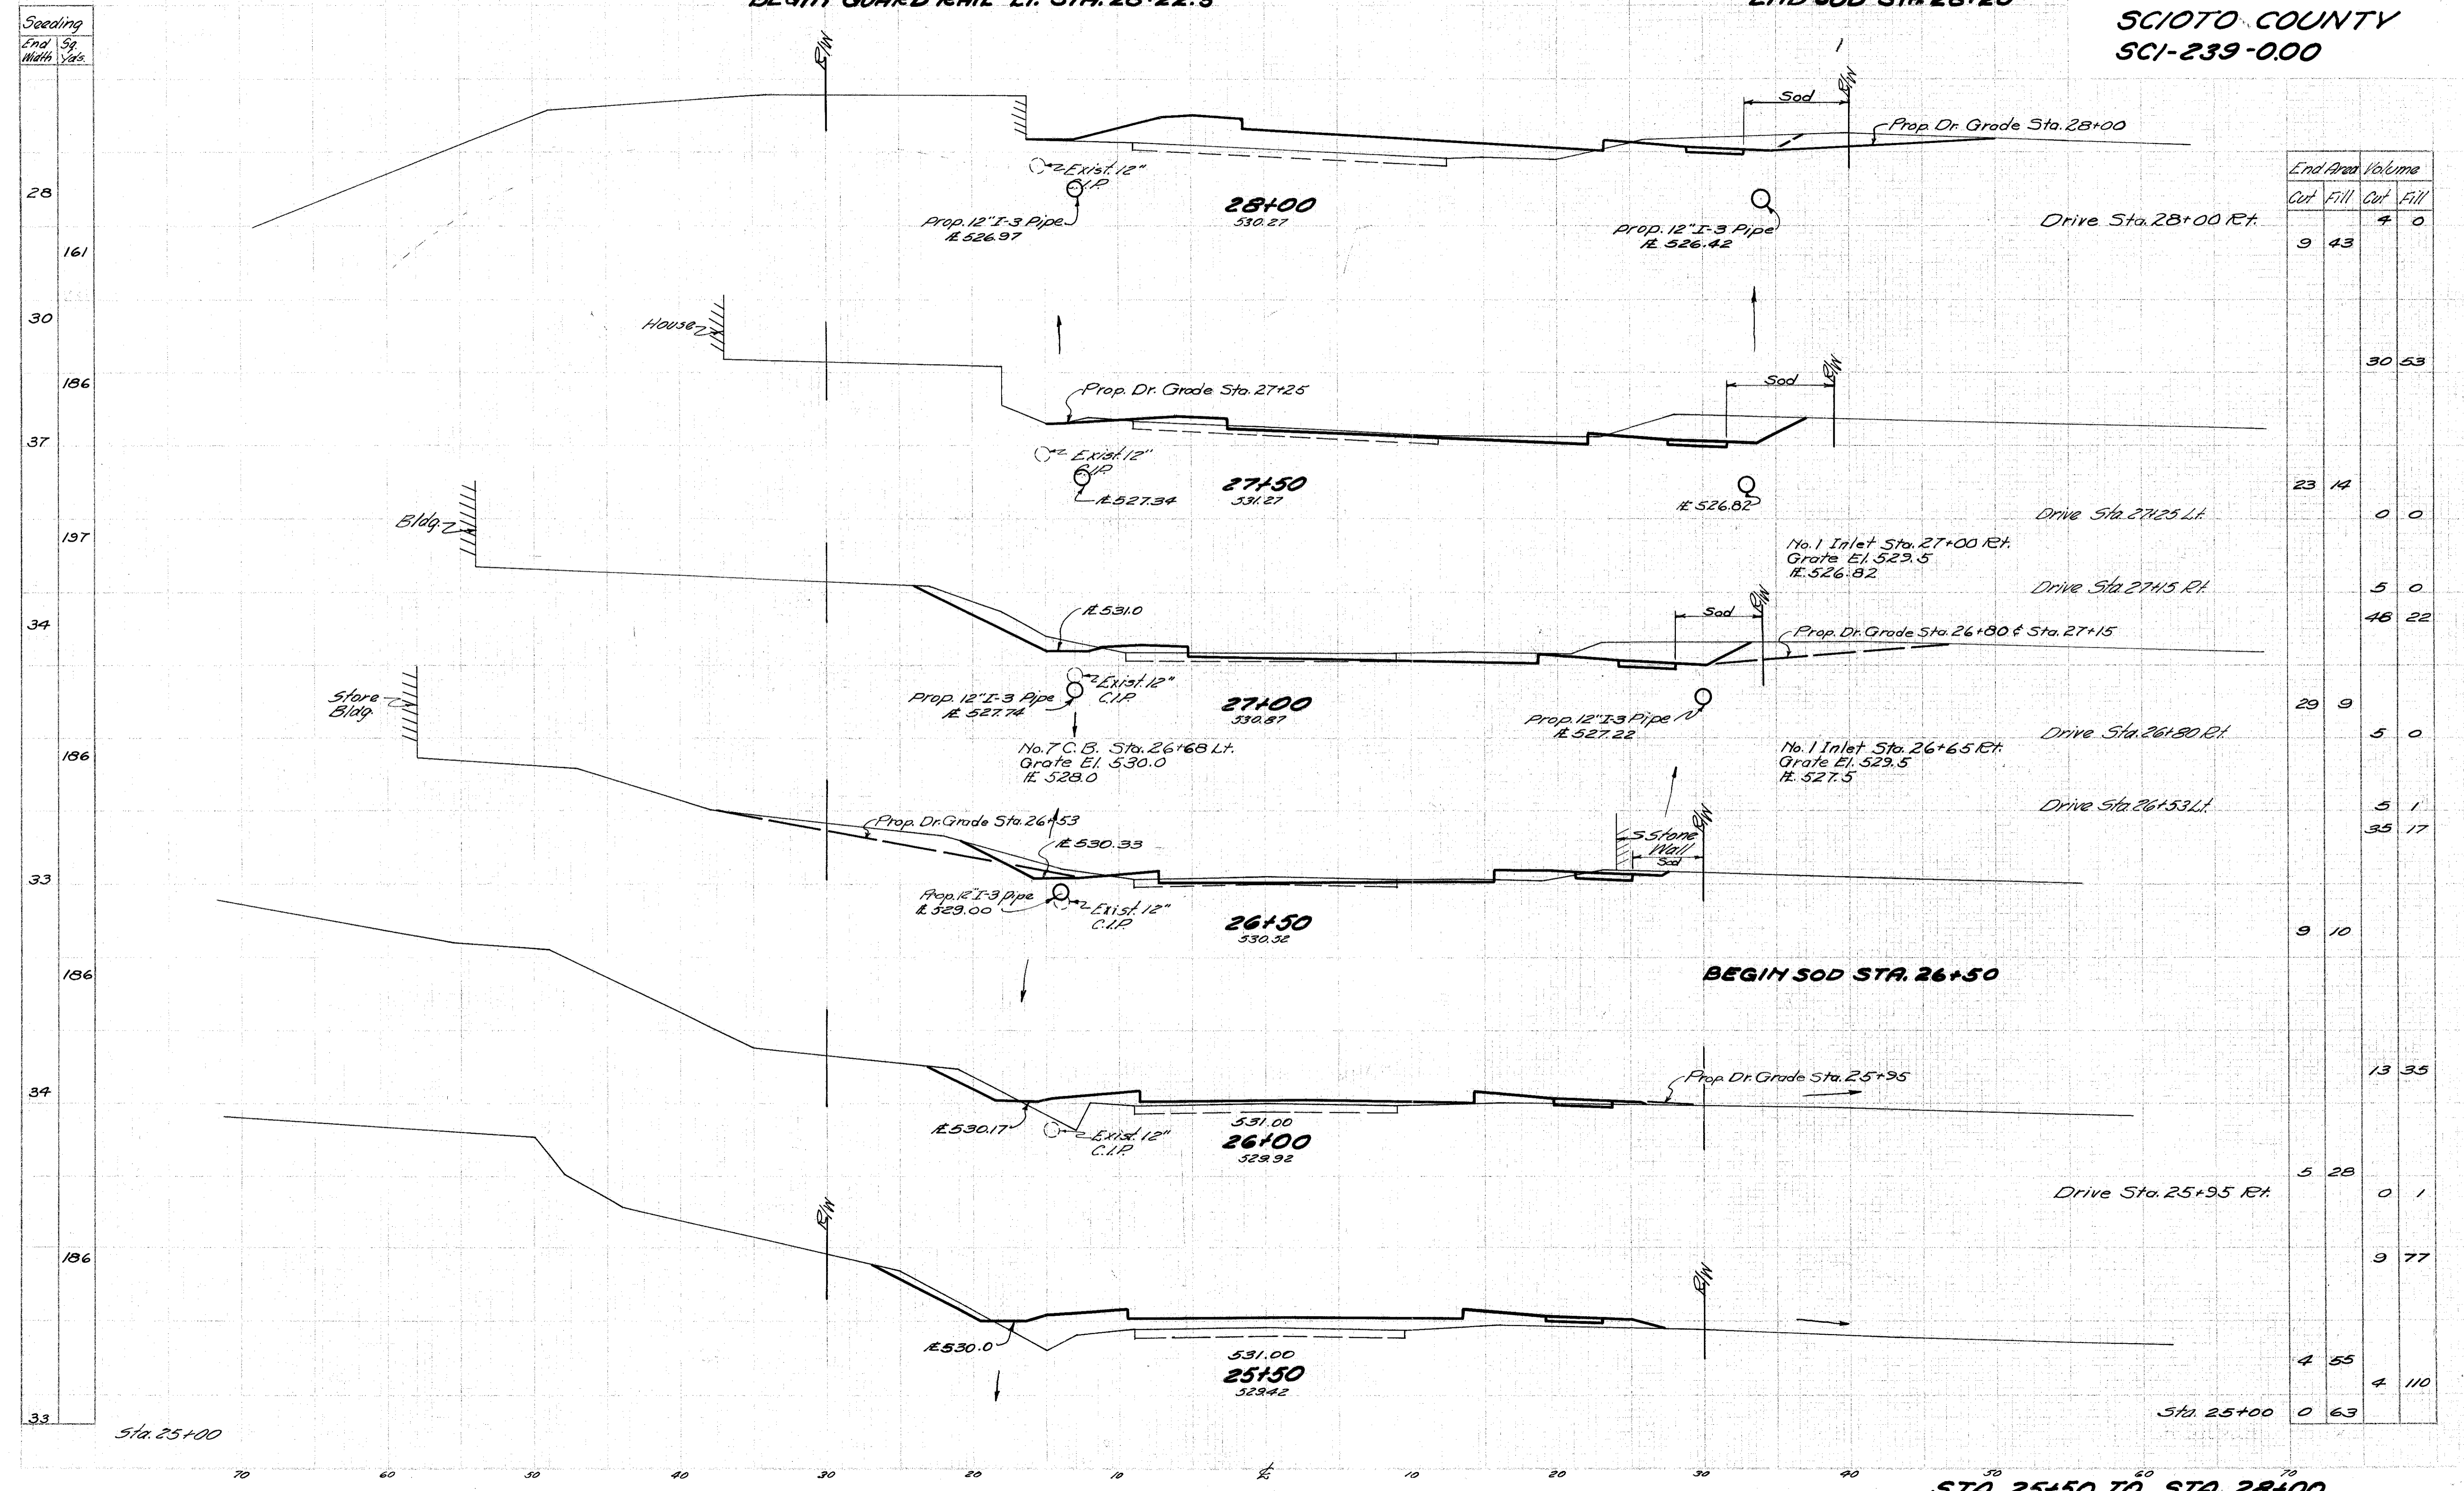 SCIOTO COUNTY
SCI-239-0.00
Seeding
End Width
Sq. Yds.
28
161
30
186
37
197
34
186
33
186
34
186
33
Sta. 25+00
R/W
R/W
Sod
Prop. Dr. Grade Sta. 28+00
Exist. 12"
C.I.P.
Prop. 12" I-3 Pipe
526.97
28+00
530.27
Prop. 12" I-3 Pipe
526.42
Drive Sta. 28+00 Rt.
House
Prop. Dr. Grade Sta. 27+25
Sod
R/W
Exist. 12"
C.I.P.
527.34
27+50
531.27
526.82
Drive Sta. 27+25 Lt.
Bldg.
No. 1 Inlet Sta. 27+00 Rt.
Grate El. 529.5
526.82
Drive Sta. 27+15 Rt.
531.0
Sod
R/W
Prop. Dr. Grade Sta. 26+80 & Sta. 27+15
Store
Bldg.
Exist. 12"
C.I.P.
Prop. 12" I-3 Pipe
527.74
27+00
530.87
Prop. 12" I-3 Pipe
527.22
Drive Sta. 26+80 Rt.
No. 7 C.B. Sta. 26+68 Lt.
Grate El. 530.0
528.0
No. 1 Inlet Sta. 26+65 Rt.
Grate El. 529.5
527.5
Drive Sta. 26+53 Lt.
Prop. Dr. Grade Sta. 26+53
530.33
Stone
Wall
Sod
R/W
Prop. 12" I-3 Pipe
529.00
Exist. 12"
C.I.P.
26+50
530.52
BEGIN SOD STA. 26+50
Prop. Dr. Grade Sta. 25+95
530.17
Exist. 12"
C.I.P.
531.00
26+00
529.92
Drive Sta. 25+95 Rt.
R/W
R/W
530.0
531.00
25+50
529.42
End Area Volume
Cut Fill Cut Fill
4 0
9 43
30 53
23 14
0 0
5 0
48 22
29 9
5 0
5 1
35 17
9 10
13 35
5 28
0 1
9 77
4 55
4 110
Sta. 25+00 0 63
70 60 50 40 30 20 10 ℄ 10 20 30 40 50 60 70
STA. 25+50 TO STA. 28+00